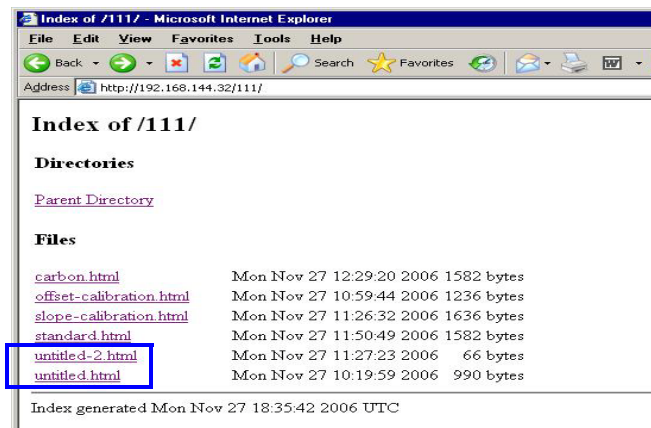 Index of /111/ - Microsoft Internet Explorer
File Edit View Favorites Tools Help
Back Search Favorites
Address http://192.168.144.32/111/
Index of /111/
Directories
Parent Directory
Files
carbon.html Mon Nov 27 12:29:20 2006 1582 bytes
offset-calibration.html Mon Nov 27 10:59:44 2006 1236 bytes
slope-calibration.html Mon Nov 27 11:26:32 2006 1636 bytes
standard.html Mon Nov 27 11:50:49 2006 1582 bytes
untitled-2.html Mon Nov 27 11:27:23 2006 66 bytes
untitled.html Mon Nov 27 10:19:59 2006 990 bytes
Index generated Mon Nov 27 18:35:42 2006 UTC